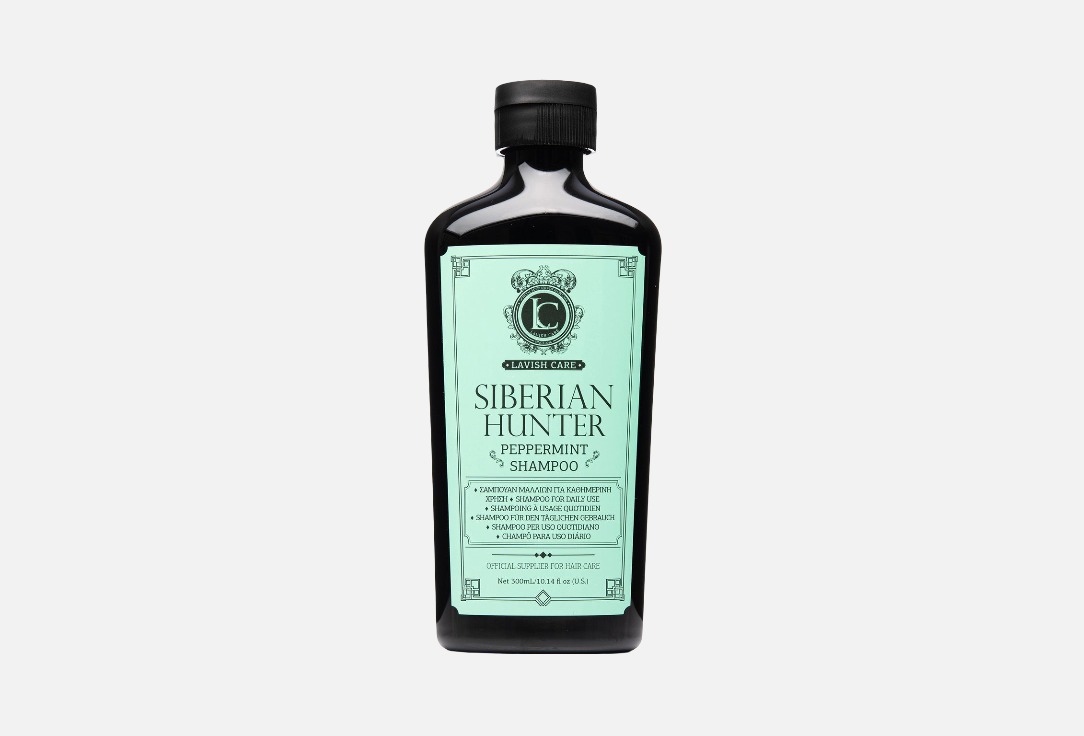 LC
LAVISH CARE
SIBERIAN
HUNTER
PEPPERMINT
SHAMPOO
♦ ΣΑΜΠΟΥΑΝ ΜΑΛΛΙΩΝ ΓΙΑ ΚΑΘΗΜΕΡΙΝΗ
ΧΡΗΣΗ ♦ SHAMPOO FOR DAILY USE
♦ SHAMPOING À USAGE QUOTIDIEN
♦ SHAMPOO FÜR DEN TÄGLICHEN GEBRAUCH
♦ SHAMPOO PER USO QUOTIDIANO
♦ CHAMPÔ PARA USO DIÁRIO
OFFICIAL SUPPLIER FOR HAIR CARE
Net 300mL/10.14 fl. oz (U.S.)